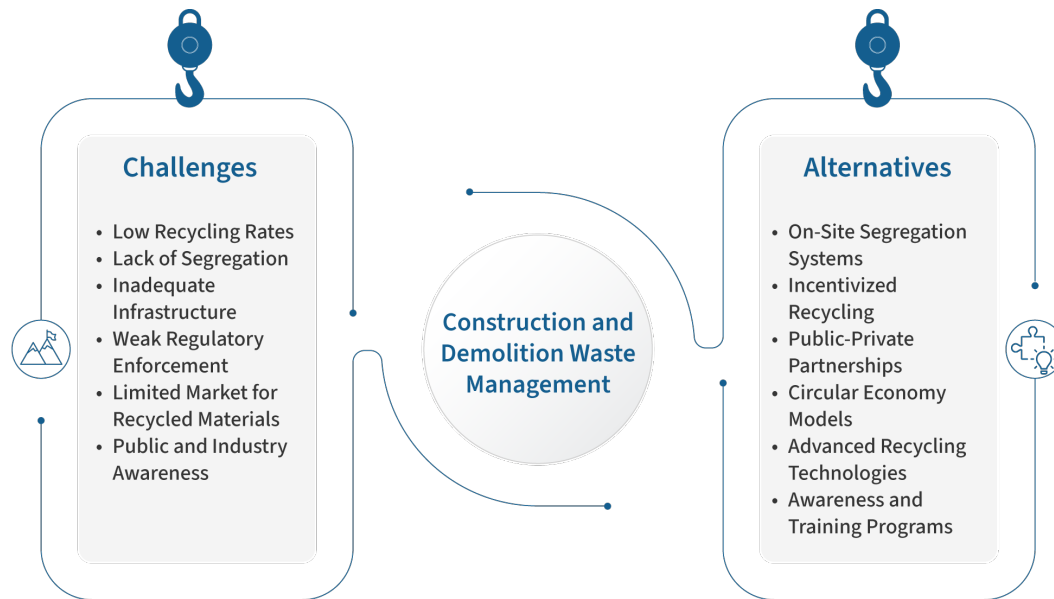 Challenges
• Low Recycling Rates
• Lack of Segregation
• Inadequate
Infrastructure
• Weak Regulatory
Enforcement
• Limited Market for
Recycled Materials
• Public and Industry
Awareness
Construction and
Demolition Waste
Management
Alternatives
• On-Site Segregation
Systems
• Incentivized
Recycling
• Public-Private
Partnerships
• Circular Economy
Models
• Advanced Recycling
Technologies
• Awareness and
Training Programs